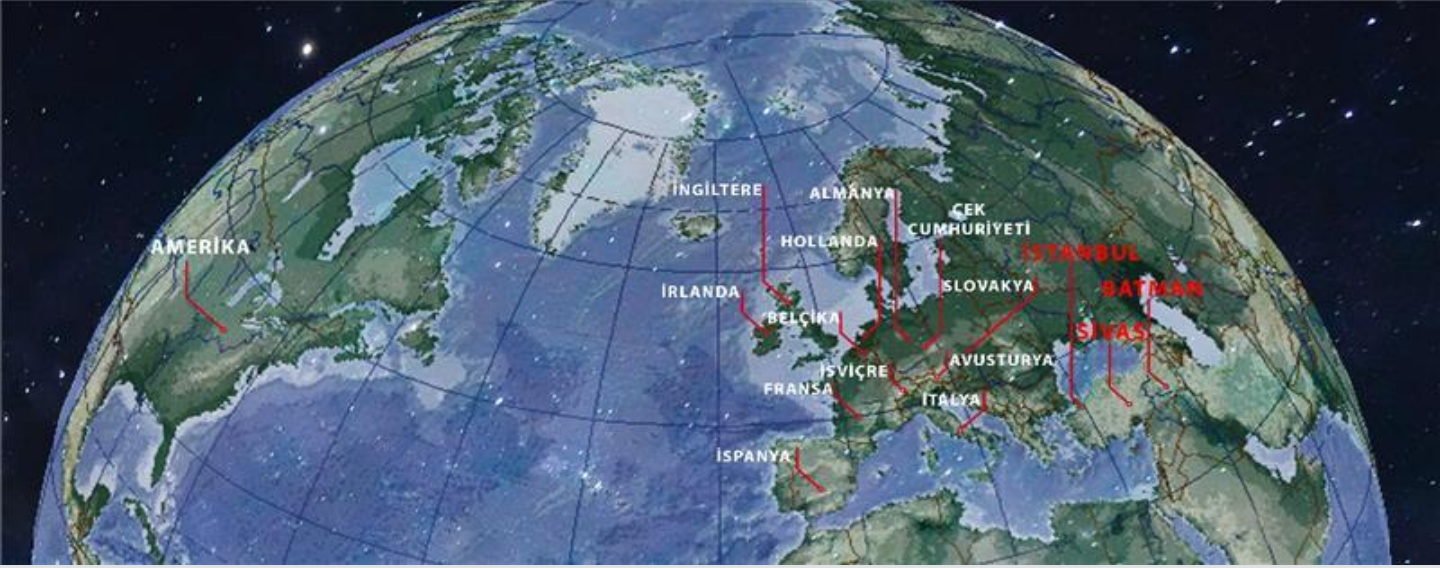 İNGİLTERE
ALMANYA
ÇEK
CUMHURİYETİ
HOLLANDA
AMERİKA
İSTANBUL
İRLANDA
SLOVAKYA
BATMAN
BELÇİKA
SİVAS
AVUSTURYA
İSVİÇRE
FRANSA
İTALYA
İSPANYA